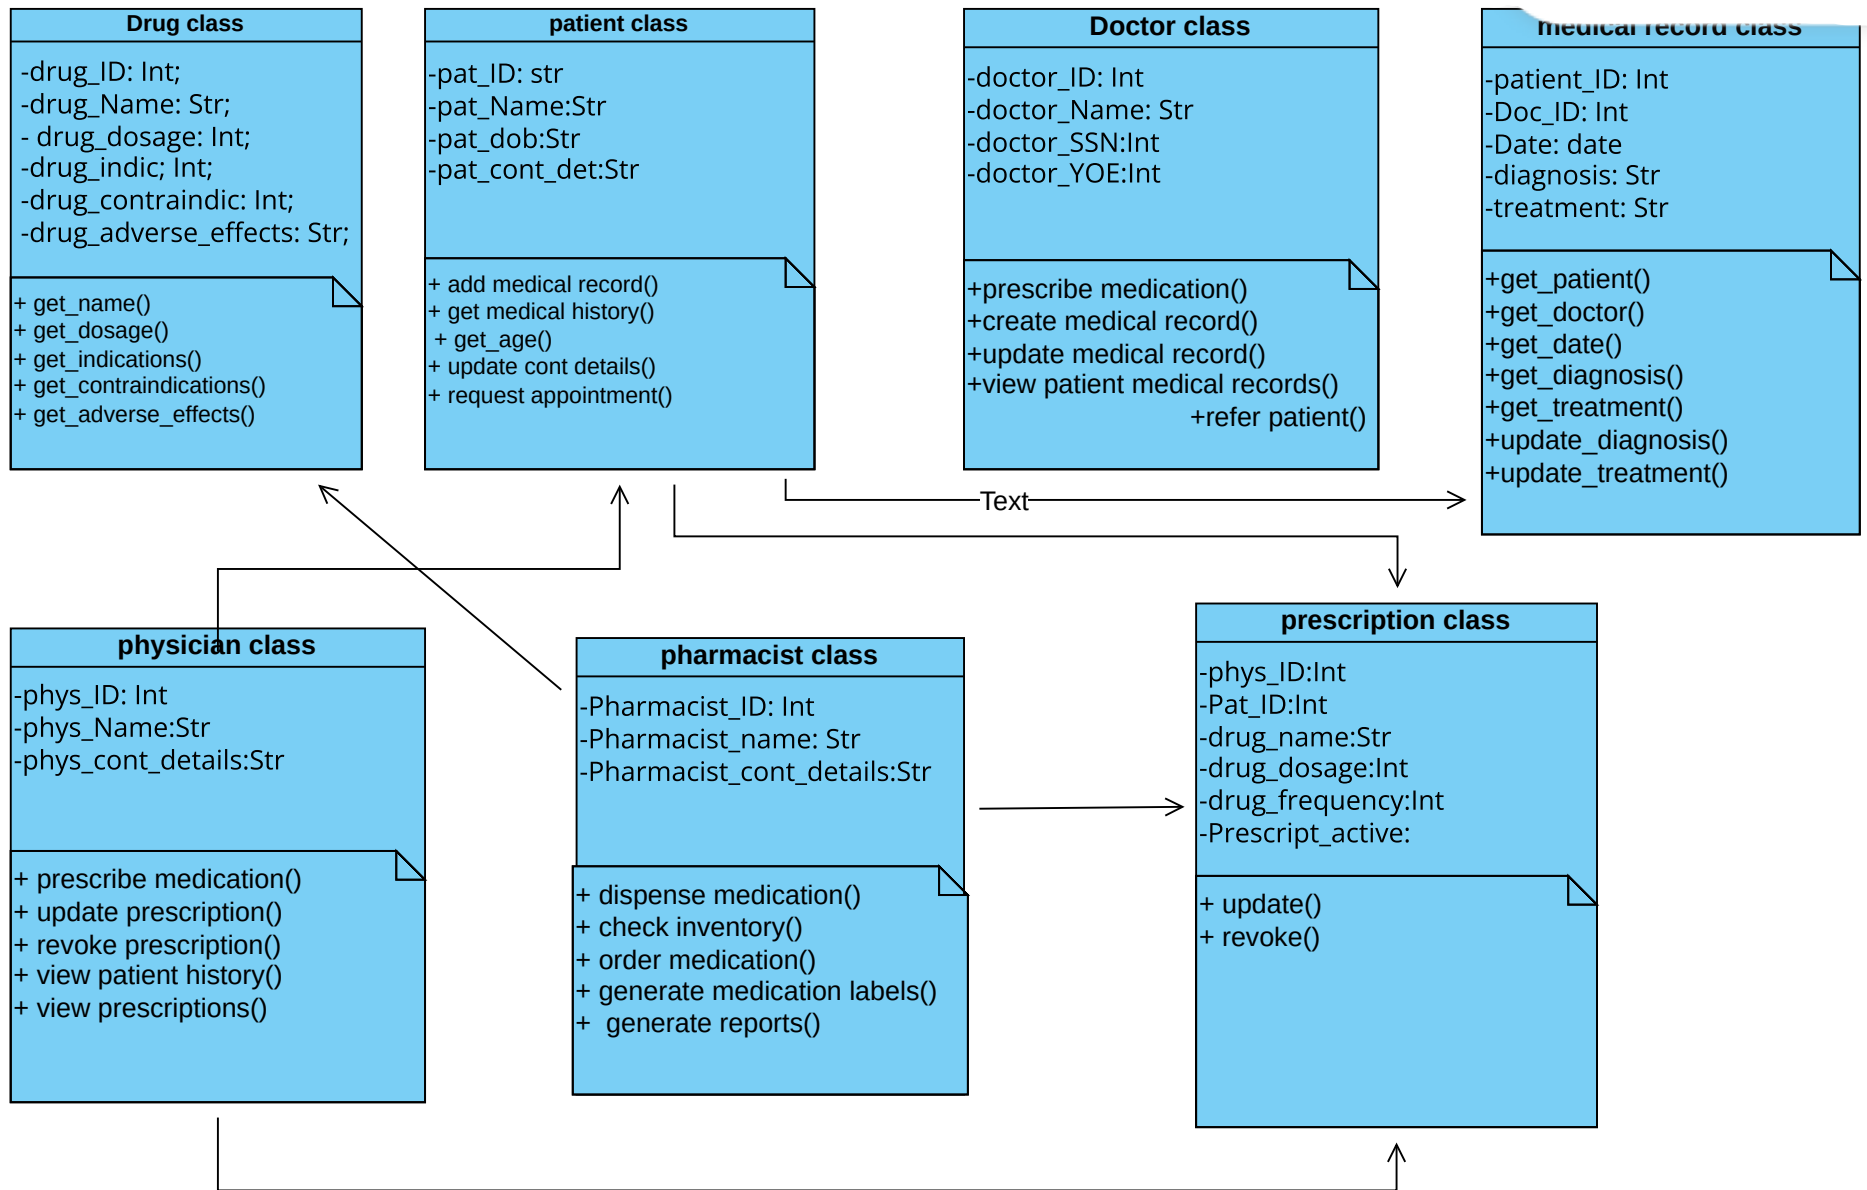 Drug class
-drug_ID: Int;
-drug_Name: Str;
- drug_dosage: Int;
-drug_indic; Int;
-drug_contraindic: Int;
-drug_adverse_effects: Str;
+ get_name()
+ get_dosage()
+ get_indications()
+ get_contraindications()
+ get_adverse_effects()
patient class
-pat_ID: str
-pat_Name:Str
-pat_dob:Str
-pat_cont_det:Str
+ add medical record()
+ get medical history()
+ get_age()
+ update cont details()
+ request appointment()
Doctor class
-doctor_ID: Int
-doctor_Name: Str
-doctor_SSN:Int
-doctor_YOE:Int
+prescribe medication()
+create medical record()
+update medical record()
+view patient medical records()
+refer patient()
medical record class
-patient_ID: Int
-Doc_ID: Int
-Date: date
-diagnosis: Str
-treatment: Str
+get_patient()
+get_doctor()
+get_date()
+get_diagnosis()
+get_treatment()
+update_diagnosis()
+update_treatment()
Text
physician class
-phys_ID: Int
-phys_Name:Str
-phys_cont_details:Str
+ prescribe medication()
+ update prescription()
+ revoke prescription()
+ view patient history()
+ view prescriptions()
pharmacist class
-Pharmacist_ID: Int
-Pharmacist_name: Str
-Pharmacist_cont_details:Str
+ dispense medication()
+ check inventory()
+ order medication()
+ generate medication labels()
+  generate reports()
prescription class
-phys_ID:Int
-Pat_ID:Int
-drug_name:Str
-drug_dosage:Int
-drug_frequency:Int
-Prescript_active:
+ update()
+ revoke()